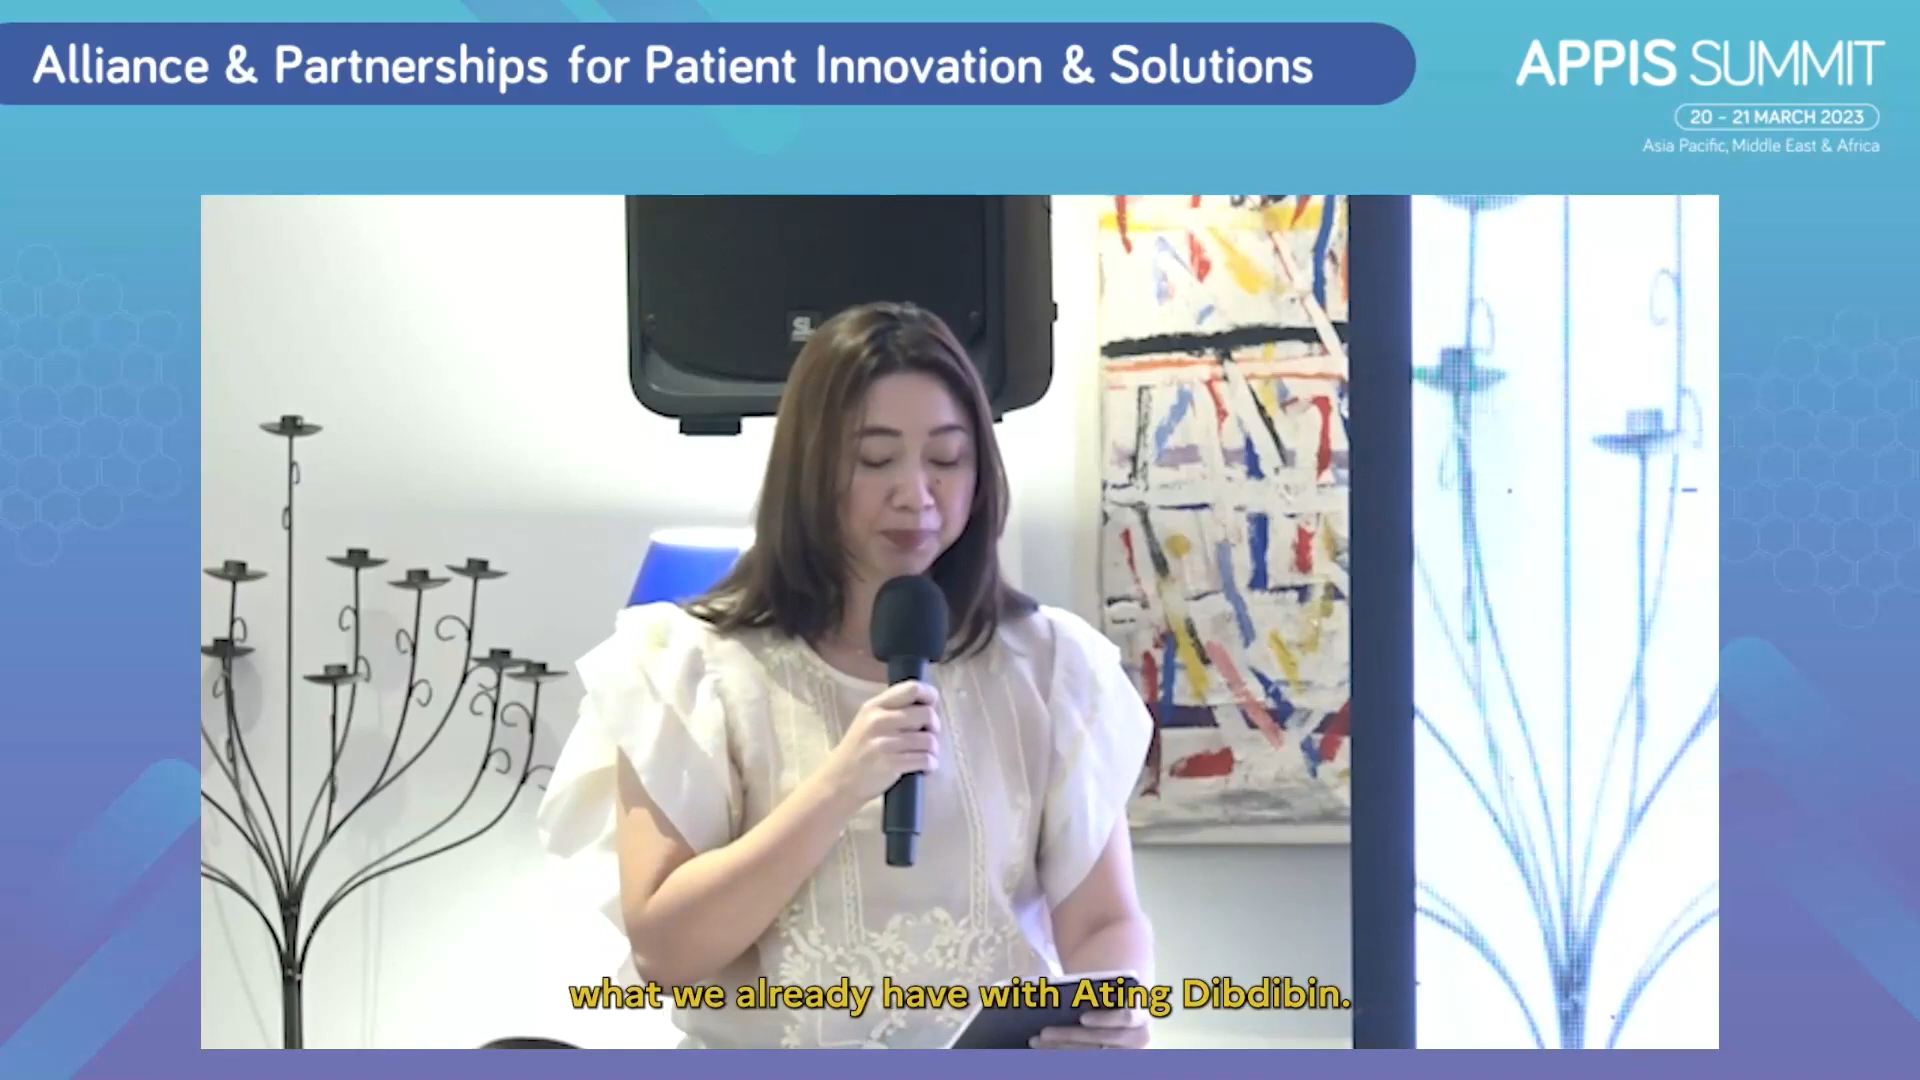 Alliance & Partnerships for Patient Innovation & Solutions
APPIS SUMMIT
20 – 21 MARCH 2023
Asia Pacific, Middle East & Africa
SL
what we already have with Ating Dibdibin.